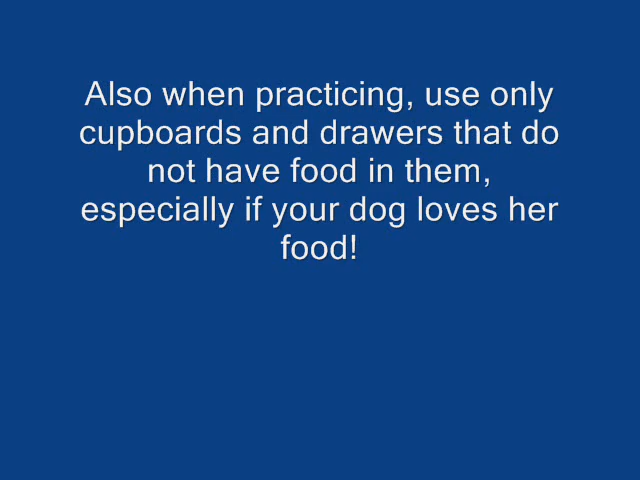 Also when practicing, use only
cupboards and drawers that do
not have food in them,
especially if your dog loves her
food!